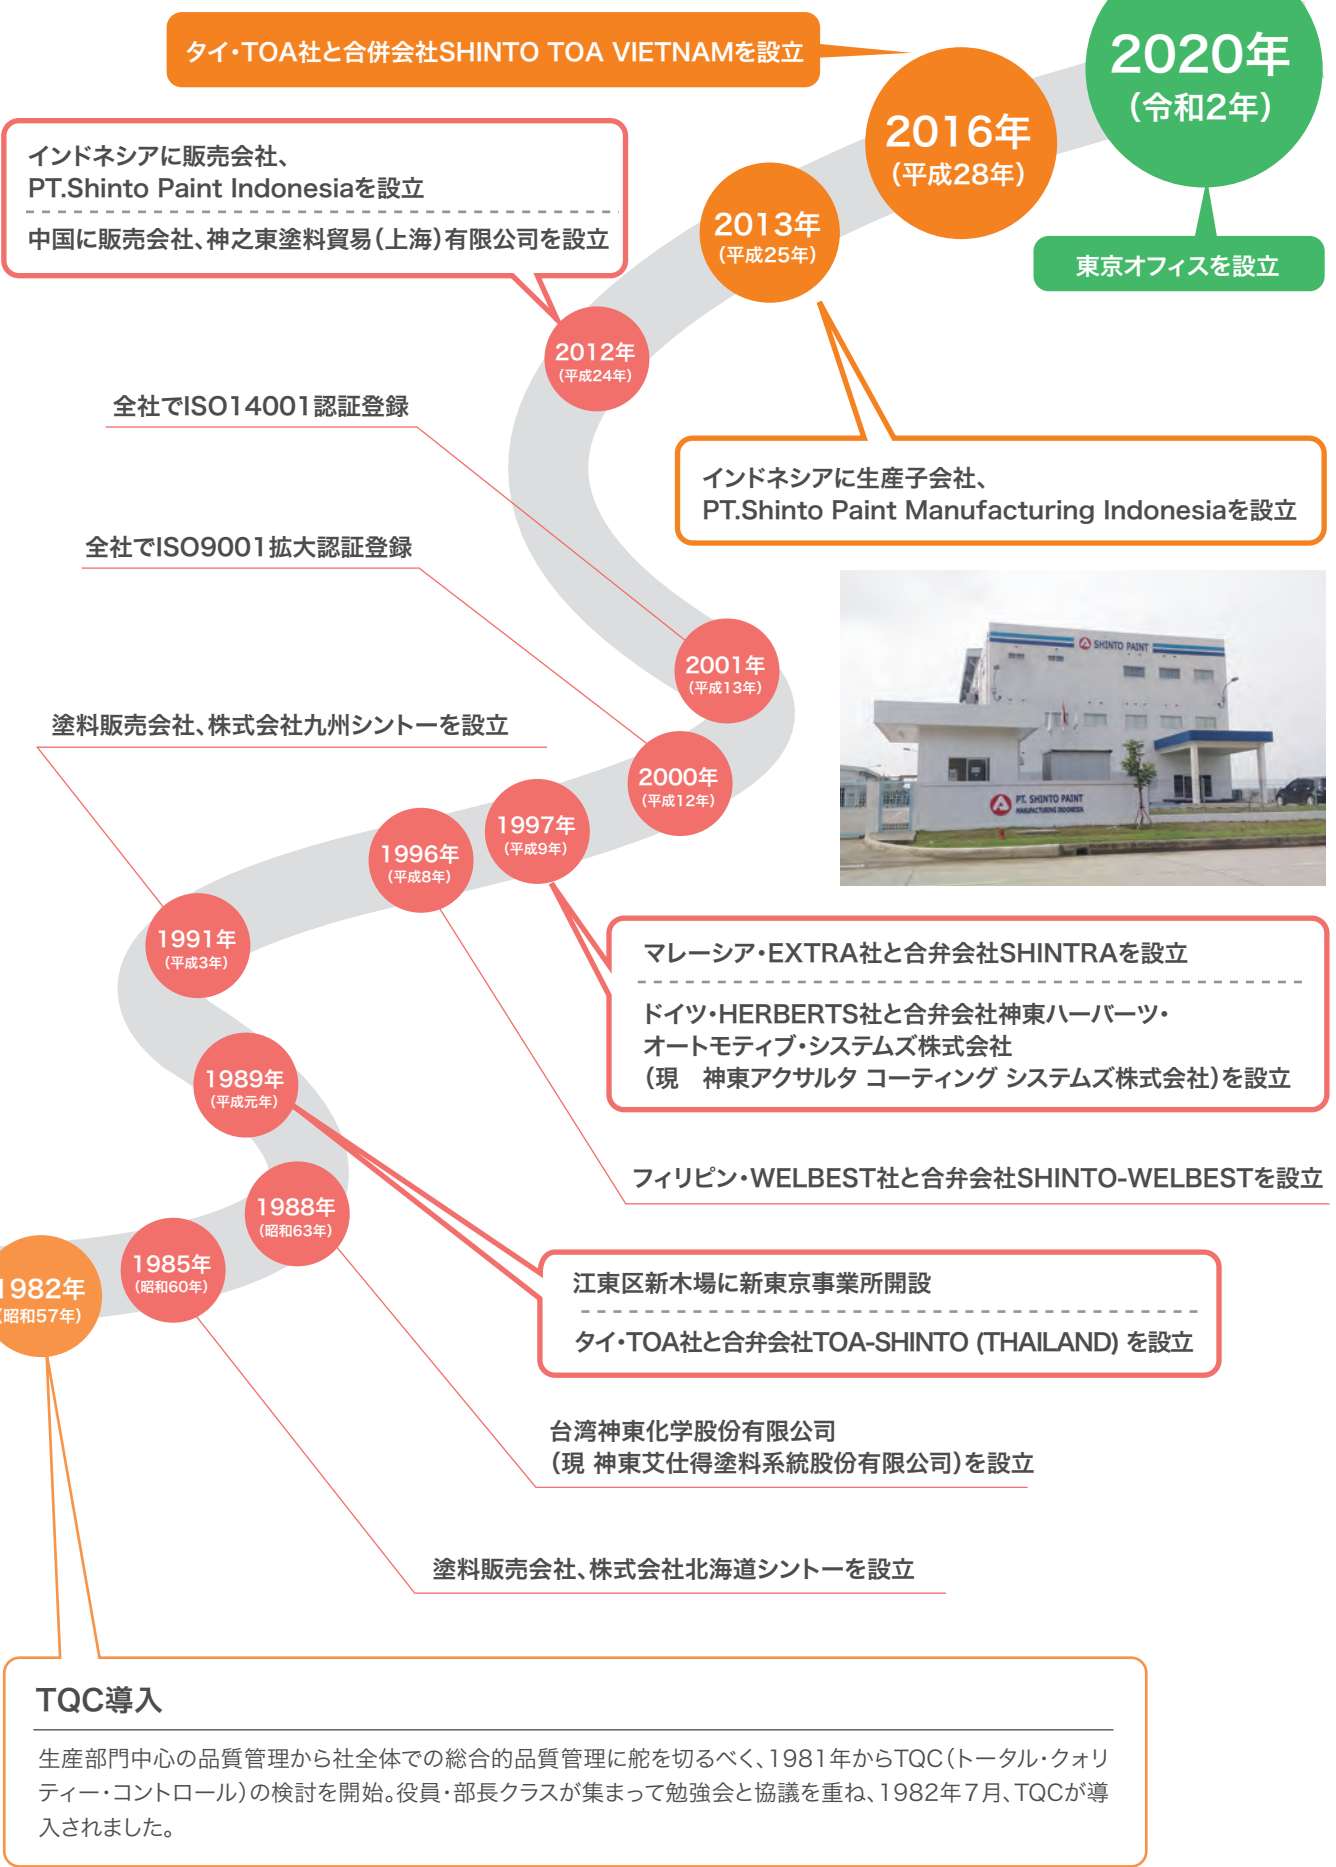 2020年
(令和2年)
東京オフィスを設立
タイ・TOA社と合併会社SHINTO TOA VIETNAMを設立
2016年
(平成28年)
2013年
(平成25年)
インドネシアに生産子会社、
PT.Shinto Paint Manufacturing Indonesiaを設立
インドネシアに販売会社、
PT.Shinto Paint Indonesiaを設立
中国に販売会社、神之東塗料貿易(上海)有限公司を設立
2012年
(平成24年)
全社でISO14001認証登録
2001年
(平成13年)
全社でISO9001拡大認証登録
2000年
(平成12年)
SHINTO PAINT
PT. SHINTO PAINT
MANUFACTURING INDONESIA
1997年
(平成9年)
マレーシア・EXTRA社と合弁会社SHINTRAを設立
ドイツ・HERBERTS社と合弁会社神東ハーバーツ・
オートモティブ・システムズ株式会社
(現　神東アクサルタ コーティング システムズ株式会社)を設立
1996年
(平成8年)
フィリピン・WELBEST社と合弁会社SHINTO-WELBESTを設立
塗料販売会社、株式会社九州シントーを設立
1991年
(平成3年)
1989年
(平成元年)
江東区新木場に新東京事業所開設
タイ・TOA社と合弁会社TOA-SHINTO (THAILAND) を設立
1988年
(昭和63年)
台湾神東化学股份有限公司
(現 神東艾仕得塗料系統股份有限公司)を設立
1985年
(昭和60年)
塗料販売会社、株式会社北海道シントーを設立
1982年
(昭和57年)
TQC導入
生産部門中心の品質管理から社全体での総合的品質管理に舵を切るべく、1981年からTQC(トータル・クォリ
ティー・コントロール)の検討を開始。役員・部長クラスが集まって勉強会と協議を重ね、1982年7月、TQCが導
入されました。